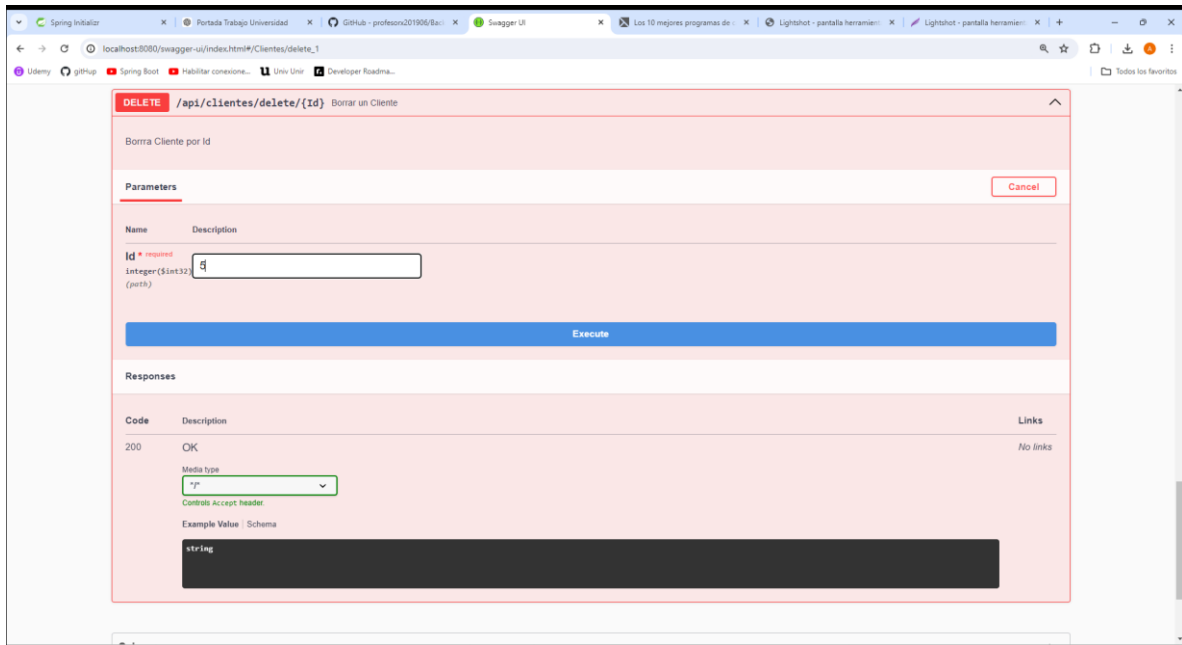 Spring Initializr
Portada Trabajo Universidad
GitHub - profesorx201906/Bac
Swagger UI
Los 10 mejores programas de c
Lightshot - pantalla herramient
Lightshot - pantalla herramient
localhost:8080/swagger-ui/index.html#/Clientes/delete_1
Udemy gitHup Spring Boot Habilitar conexione... Univ Unir Developer Roadma... Todos los favoritos
DELETE /api/clientes/delete/{Id} Borrar un Cliente
Borrra Cliente por Id
Parameters Cancel
Name Description
Id * required
integer($int32)
(path)
5
Execute
Responses
Code Description Links
200 OK No links
Media type
*/*
Controls Accept header.
Example Value Schema
string